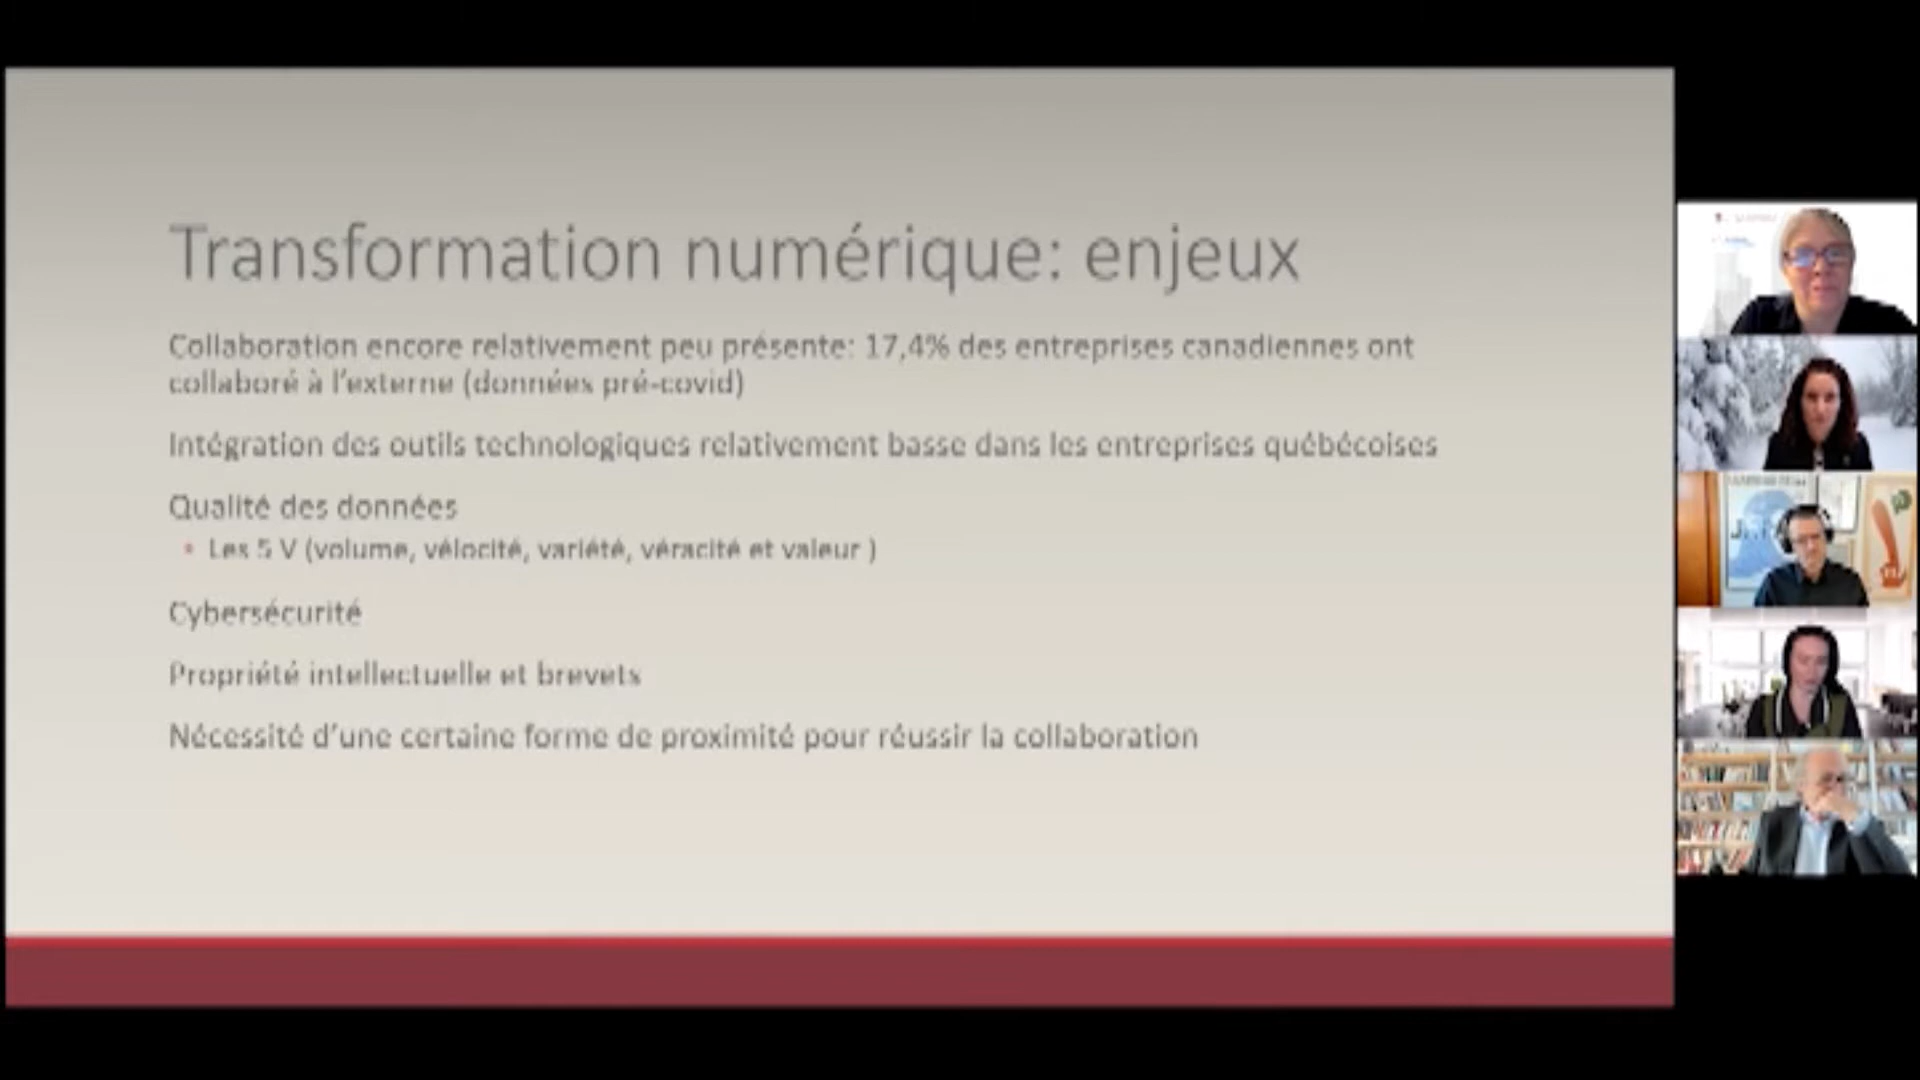 Transformation numérique: enjeux
Collaboration encore relativement peu présente: 17,4% des entreprises canadiennes ont
collaboré à l'externe (données pré-covid)
Intégration des outils technologiques relativement basse dans les entreprises québécoises
Qualité des données
• Les 5 V (volume, vélocité, variété, véracité et valeur )
Cybersécurité
Propriété intellectuelle et brevets
Nécessité d'une certaine forme de proximité pour réussir la collaboration